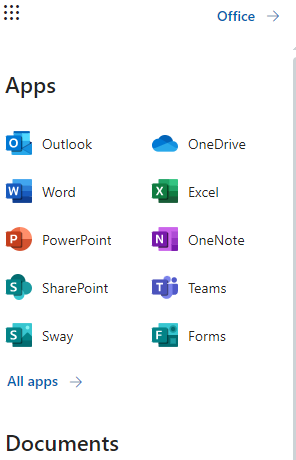 Office
Apps
Outlook
OneDrive
Word
Excel
PowerPoint
OneNote
SharePoint
Teams
Sway
Forms
All apps
Documents